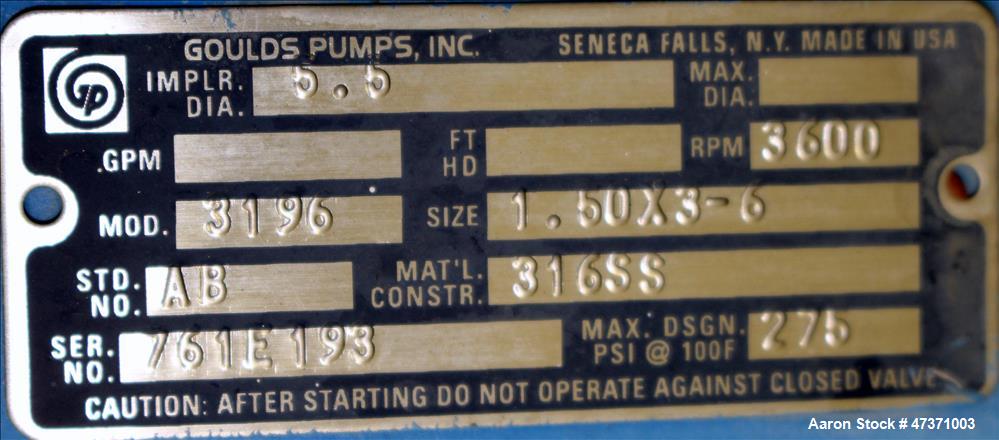 GOULDS PUMPS, INC. SENECA FALLS, N.Y. MADE IN USA
IMPLR. DIA. 5.5 MAX. DIA.
.GPM FT HD RPM 3600
MOD. 3196 SIZE 1.50X3-6
STD. NO. AB MAT'L. CONSTR. 316SS
SER. NO. 761E193 MAX. DSGN. PSI @ 100F 275
CAUTION: AFTER STARTING DO NOT OPERATE AGAINST CLOSED VALVE
Aaron Stock # 47371003